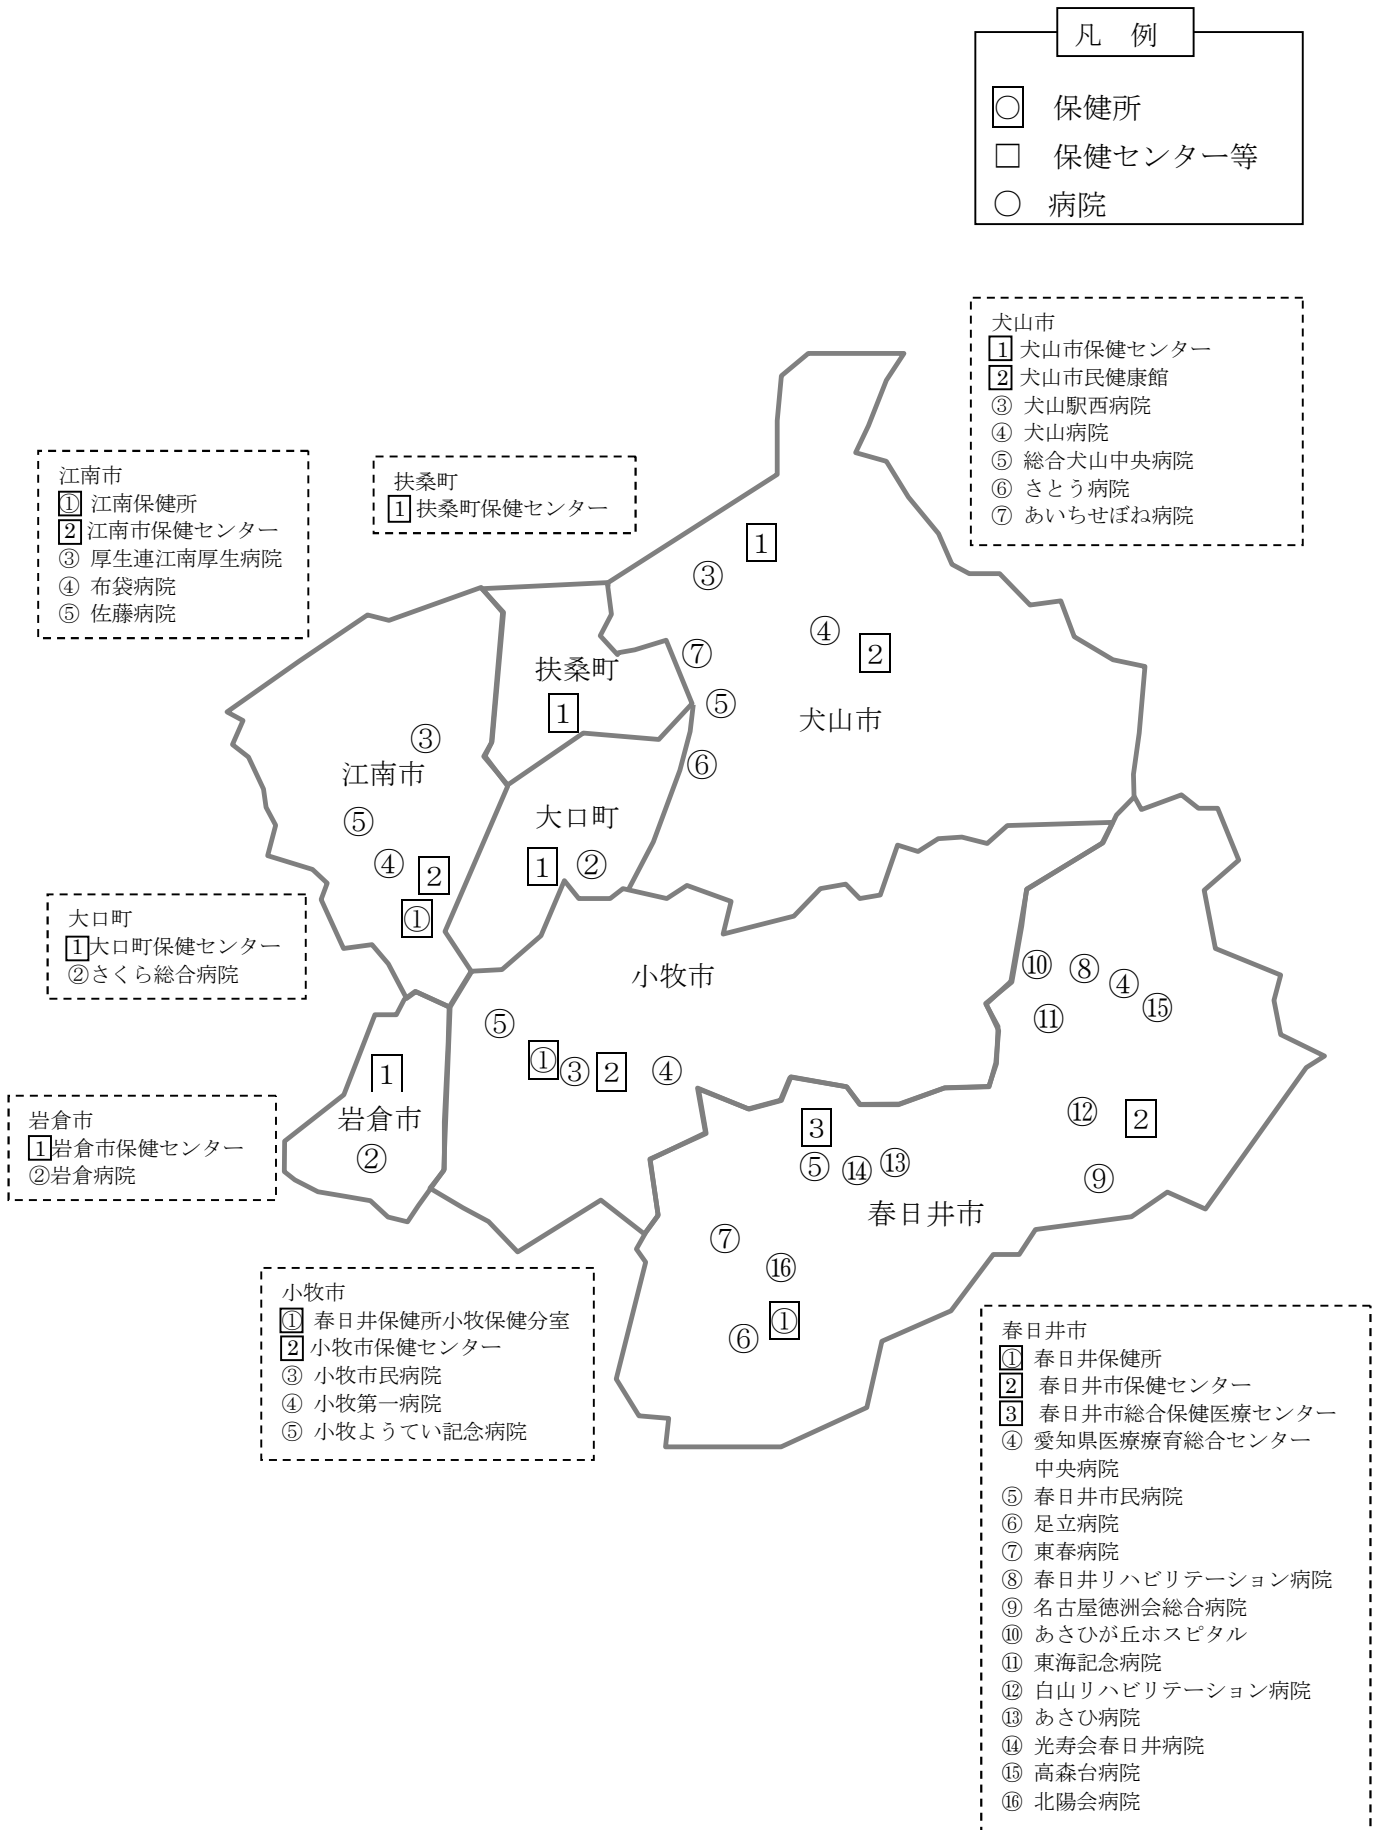 凡　例
○ 保健所
□ 保健センター等
○ 病院
犬山市
1 犬山市保健センター
2 犬山市民健康館
③ 犬山駅西病院
④ 犬山病院
⑤ 総合犬山中央病院
⑥ さとう病院
⑦ あいちせぼね病院
江南市
① 江南保健所
2 江南市保健センター
③ 厚生連江南厚生病院
④ 布袋病院
⑤ 佐藤病院
扶桑町
1 扶桑町保健センター
1
③
④
2
⑦
扶桑町
⑤
1
犬山市
③
⑥
江南市
大口町
⑤
④
2
1
②
①
大口町
1 大口町保健センター
②さくら総合病院
小牧市
⑩
⑧
④
⑮
⑪
⑤
①
③
2
④
1
岩倉市
②
岩倉市
1 岩倉市保健センター
②岩倉病院
3
⑫
2
⑤
⑭
⑬
⑨
春日井市
⑦
⑯
①
⑥
小牧市
① 春日井保健所小牧保健分室
2 小牧市保健センター
③ 小牧市民病院
④ 小牧第一病院
⑤ 小牧ようてい記念病院
春日井市
① 春日井保健所
2 春日井市保健センター
3 春日井市総合保健医療センター
④ 愛知県医療療育総合センター
中央病院
⑤ 春日井市民病院
⑥ 足立病院
⑦ 東春病院
⑧ 春日井リハビリテーション病院
⑨ 名古屋徳洲会総合病院
⑩ あさひが丘ホスピタル
⑪ 東海記念病院
⑫ 白山リハビリテーション病院
⑬ あさひ病院
⑭ 光寿会春日井病院
⑮ 高森台病院
⑯ 北陽会病院